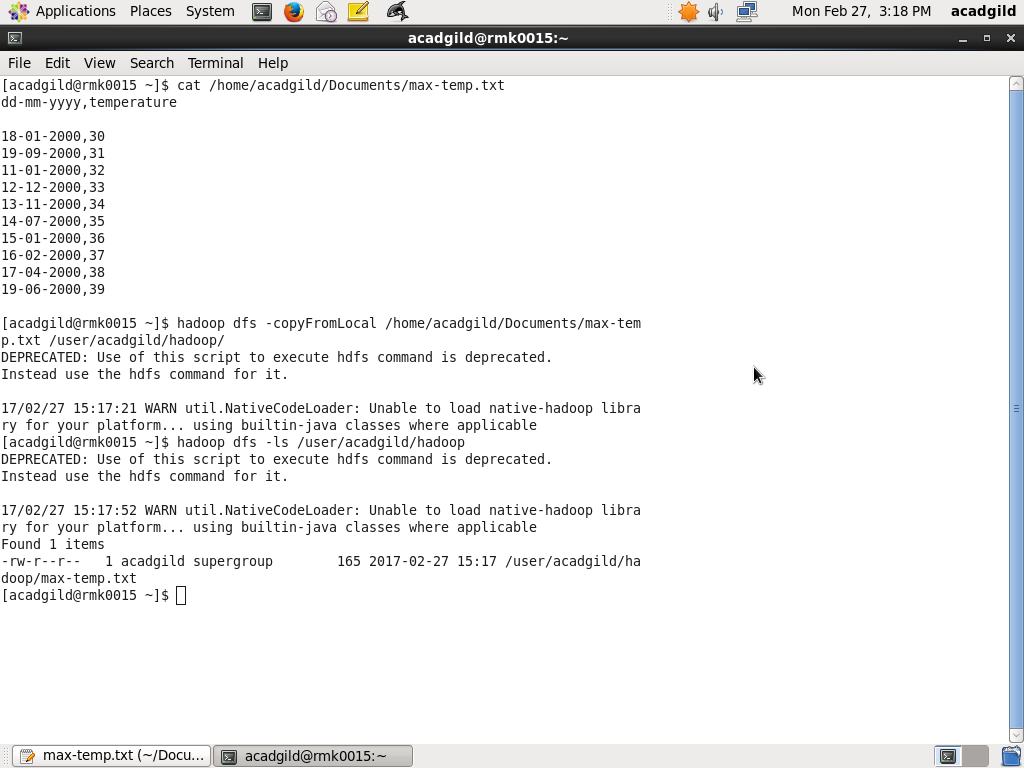 Applications Places System Mon Feb 27, 3:18 PM acadgild
acadgild@rmk0015:~
File Edit View Search Terminal Help
[acadgild@rmk0015 ~]$ cat /home/acadgild/Documents/max-temp.txt
dd-mm-yyyy,temperature
18-01-2000,30
19-09-2000,31
11-01-2000,32
12-12-2000,33
13-11-2000,34
14-07-2000,35
15-01-2000,36
16-02-2000,37
17-04-2000,38
19-06-2000,39
[acadgild@rmk0015 ~]$ hadoop dfs -copyFromLocal /home/acadgild/Documents/max-tem
p.txt /user/acadgild/hadoop/
DEPRECATED: Use of this script to execute hdfs command is deprecated.
Instead use the hdfs command for it.
17/02/27 15:17:21 WARN util.NativeCodeLoader: Unable to load native-hadoop libra
ry for your platform... using builtin-java classes where applicable
[acadgild@rmk0015 ~]$ hadoop dfs -ls /user/acadgild/hadoop
DEPRECATED: Use of this script to execute hdfs command is deprecated.
Instead use the hdfs command for it.
17/02/27 15:17:52 WARN util.NativeCodeLoader: Unable to load native-hadoop libra
ry for your platform... using builtin-java classes where applicable
Found 1 items
-rw-r--r--   1 acadgild supergroup        165 2017-02-27 15:17 /user/acadgild/ha
doop/max-temp.txt
[acadgild@rmk0015 ~]$
max-temp.txt (~/Docu... acadgild@rmk0015:~